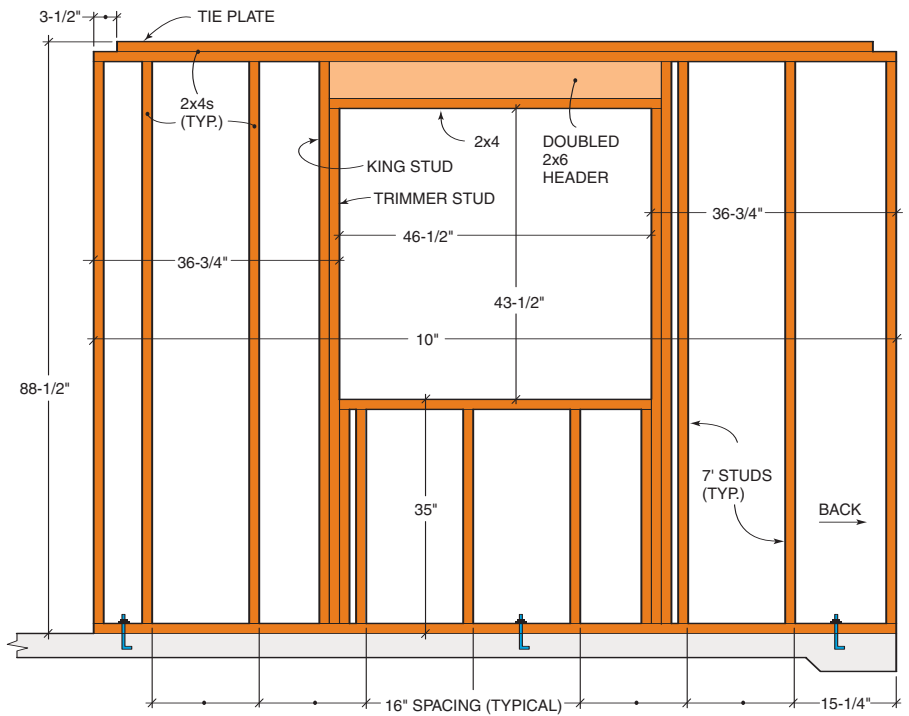 3-1/2"
TIE PLATE
2x4s
(TYP.)
2x4
DOUBLED
2x6
HEADER
KING STUD
TRIMMER STUD
36-3/4"
46-1/2"
36-3/4"
43-1/2"
10"
88-1/2"
7' STUDS
(TYP.)
35"
BACK
16" SPACING (TYPICAL)
15-1/4"